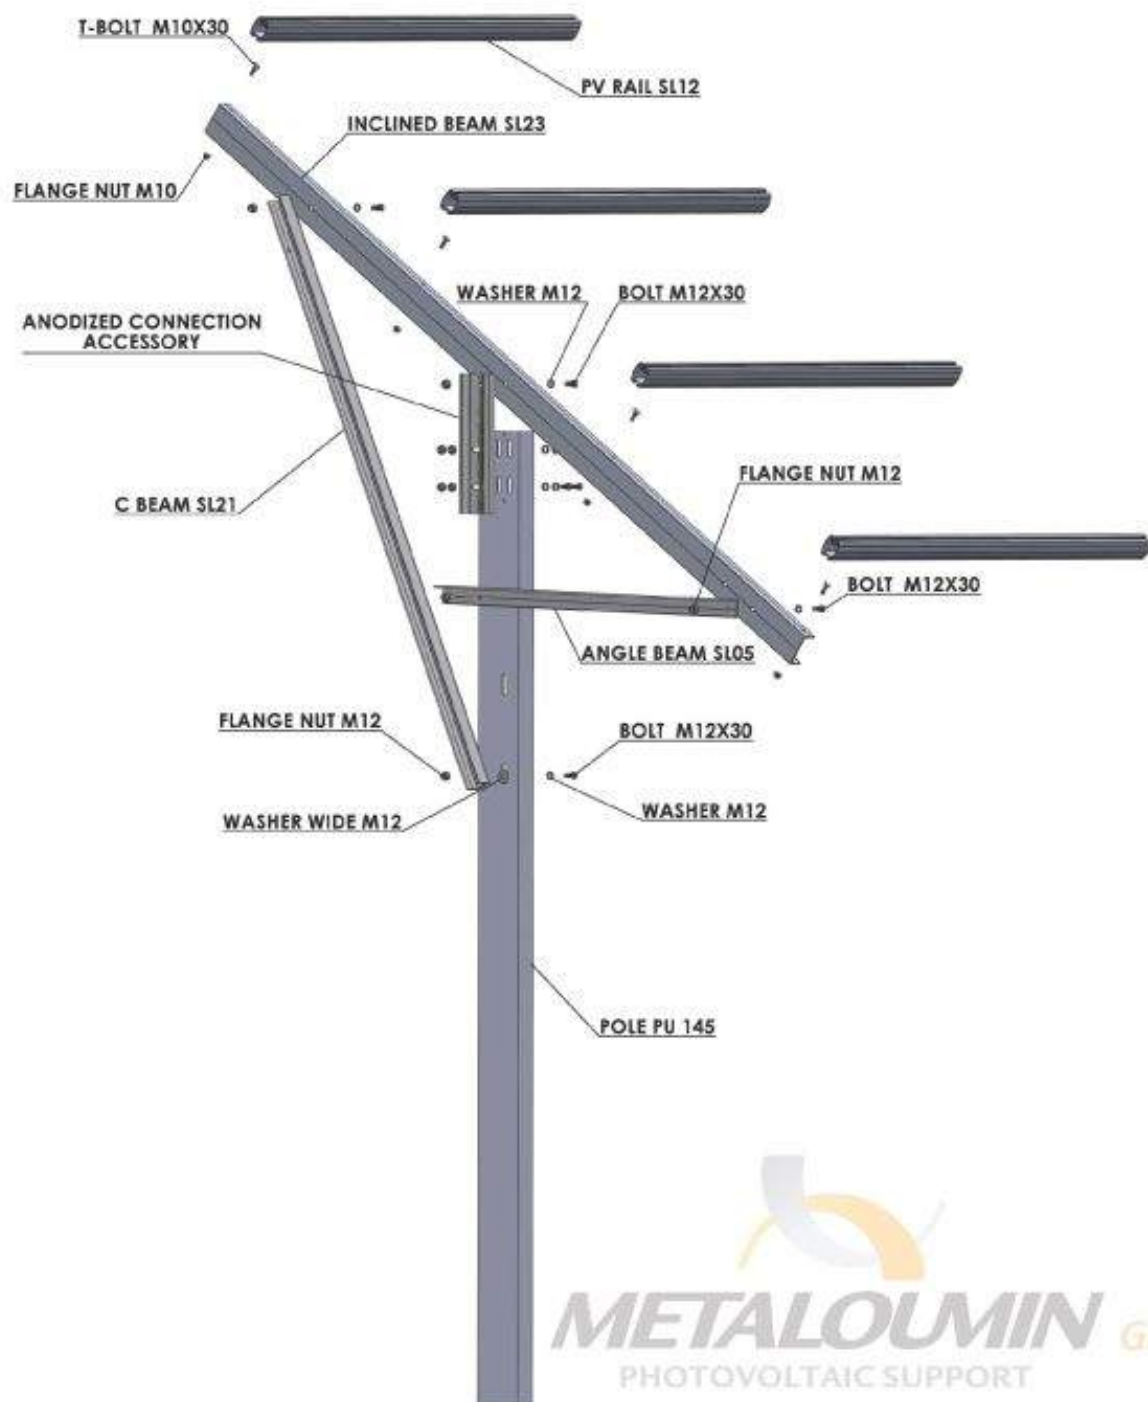 T-BOLT M10X30
PV RAIL SL12
INCLINED BEAM SL23
FLANGE NUT M10
WASHER M12
BOLT M12X30
ANODIZED CONNECTION
ACCESSORY
FLANGE NUT M12
C BEAM SL21
BOLT M12X30
ANGLE BEAM SL05
FLANGE NUT M12
BOLT M12X30
WASHER M12
WASHER WIDE M12
POLE PU 145
METALOUMIN G
PHOTOVOLTAIC SUPPORT